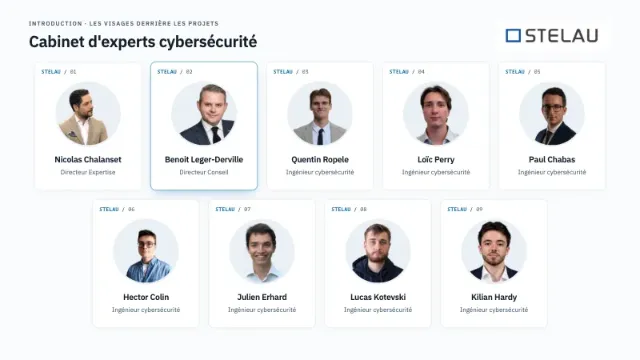 INTRODUCTION · LES VISAGES DERRIÈRE LES PROJETS
Cabinet d'experts cybersécurité
STELAU
STELAU / 01
Nicolas Chalanset
Directeur Expertise
STELAU / 02
Benoit Leger-Derville
Directeur Conseil
STELAU / 03
Quentin Ropele
Ingénieur cybersécurité
STELAU / 04
Loïc Perry
Ingénieur cybersécurité
STELAU / 05
Paul Chabas
Ingénieur cybersécurité
STELAU / 06
Hector Colin
Ingénieur cybersécurité
STELAU / 07
Julien Erhard
Ingénieur cybersécurité
STELAU / 08
Lucas Kotevski
Ingénieur cybersécurité
STELAU / 09
Kilian Hardy
Ingénieur cybersécurité